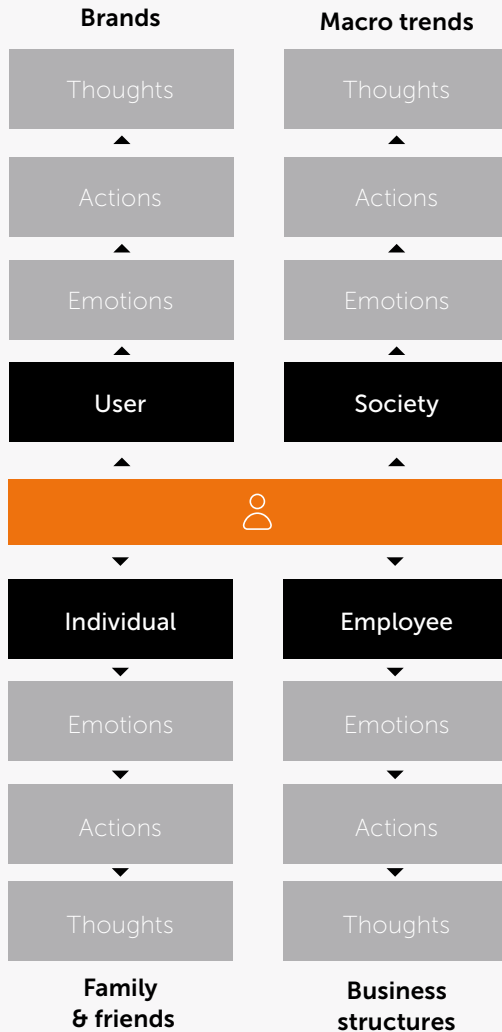 Brands
Macro trends
Thoughts
Thoughts
Actions
Actions
Emotions
Emotions
User
Society
Individual
Employee
Emotions
Emotions
Actions
Actions
Thoughts
Thoughts
Family
& friends
Business
structures